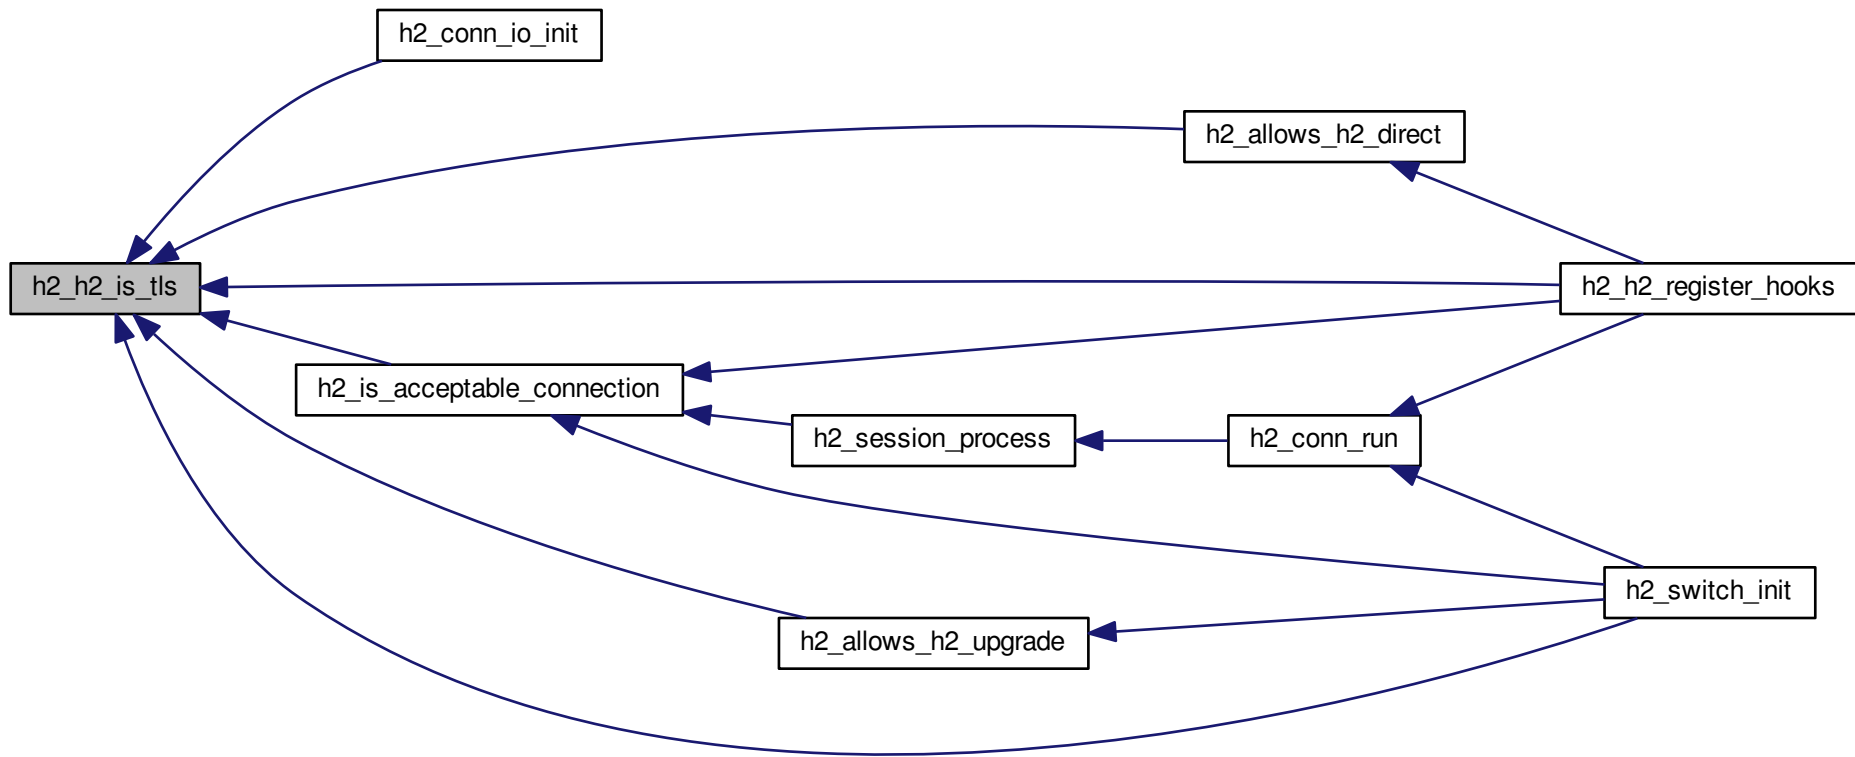 h2_conn_io_init
h2_allows_h2_direct
h2_h2_is_tls
h2_h2_register_hooks
h2_is_acceptable_connection
h2_session_process
h2_conn_run
h2_switch_init
h2_allows_h2_upgrade